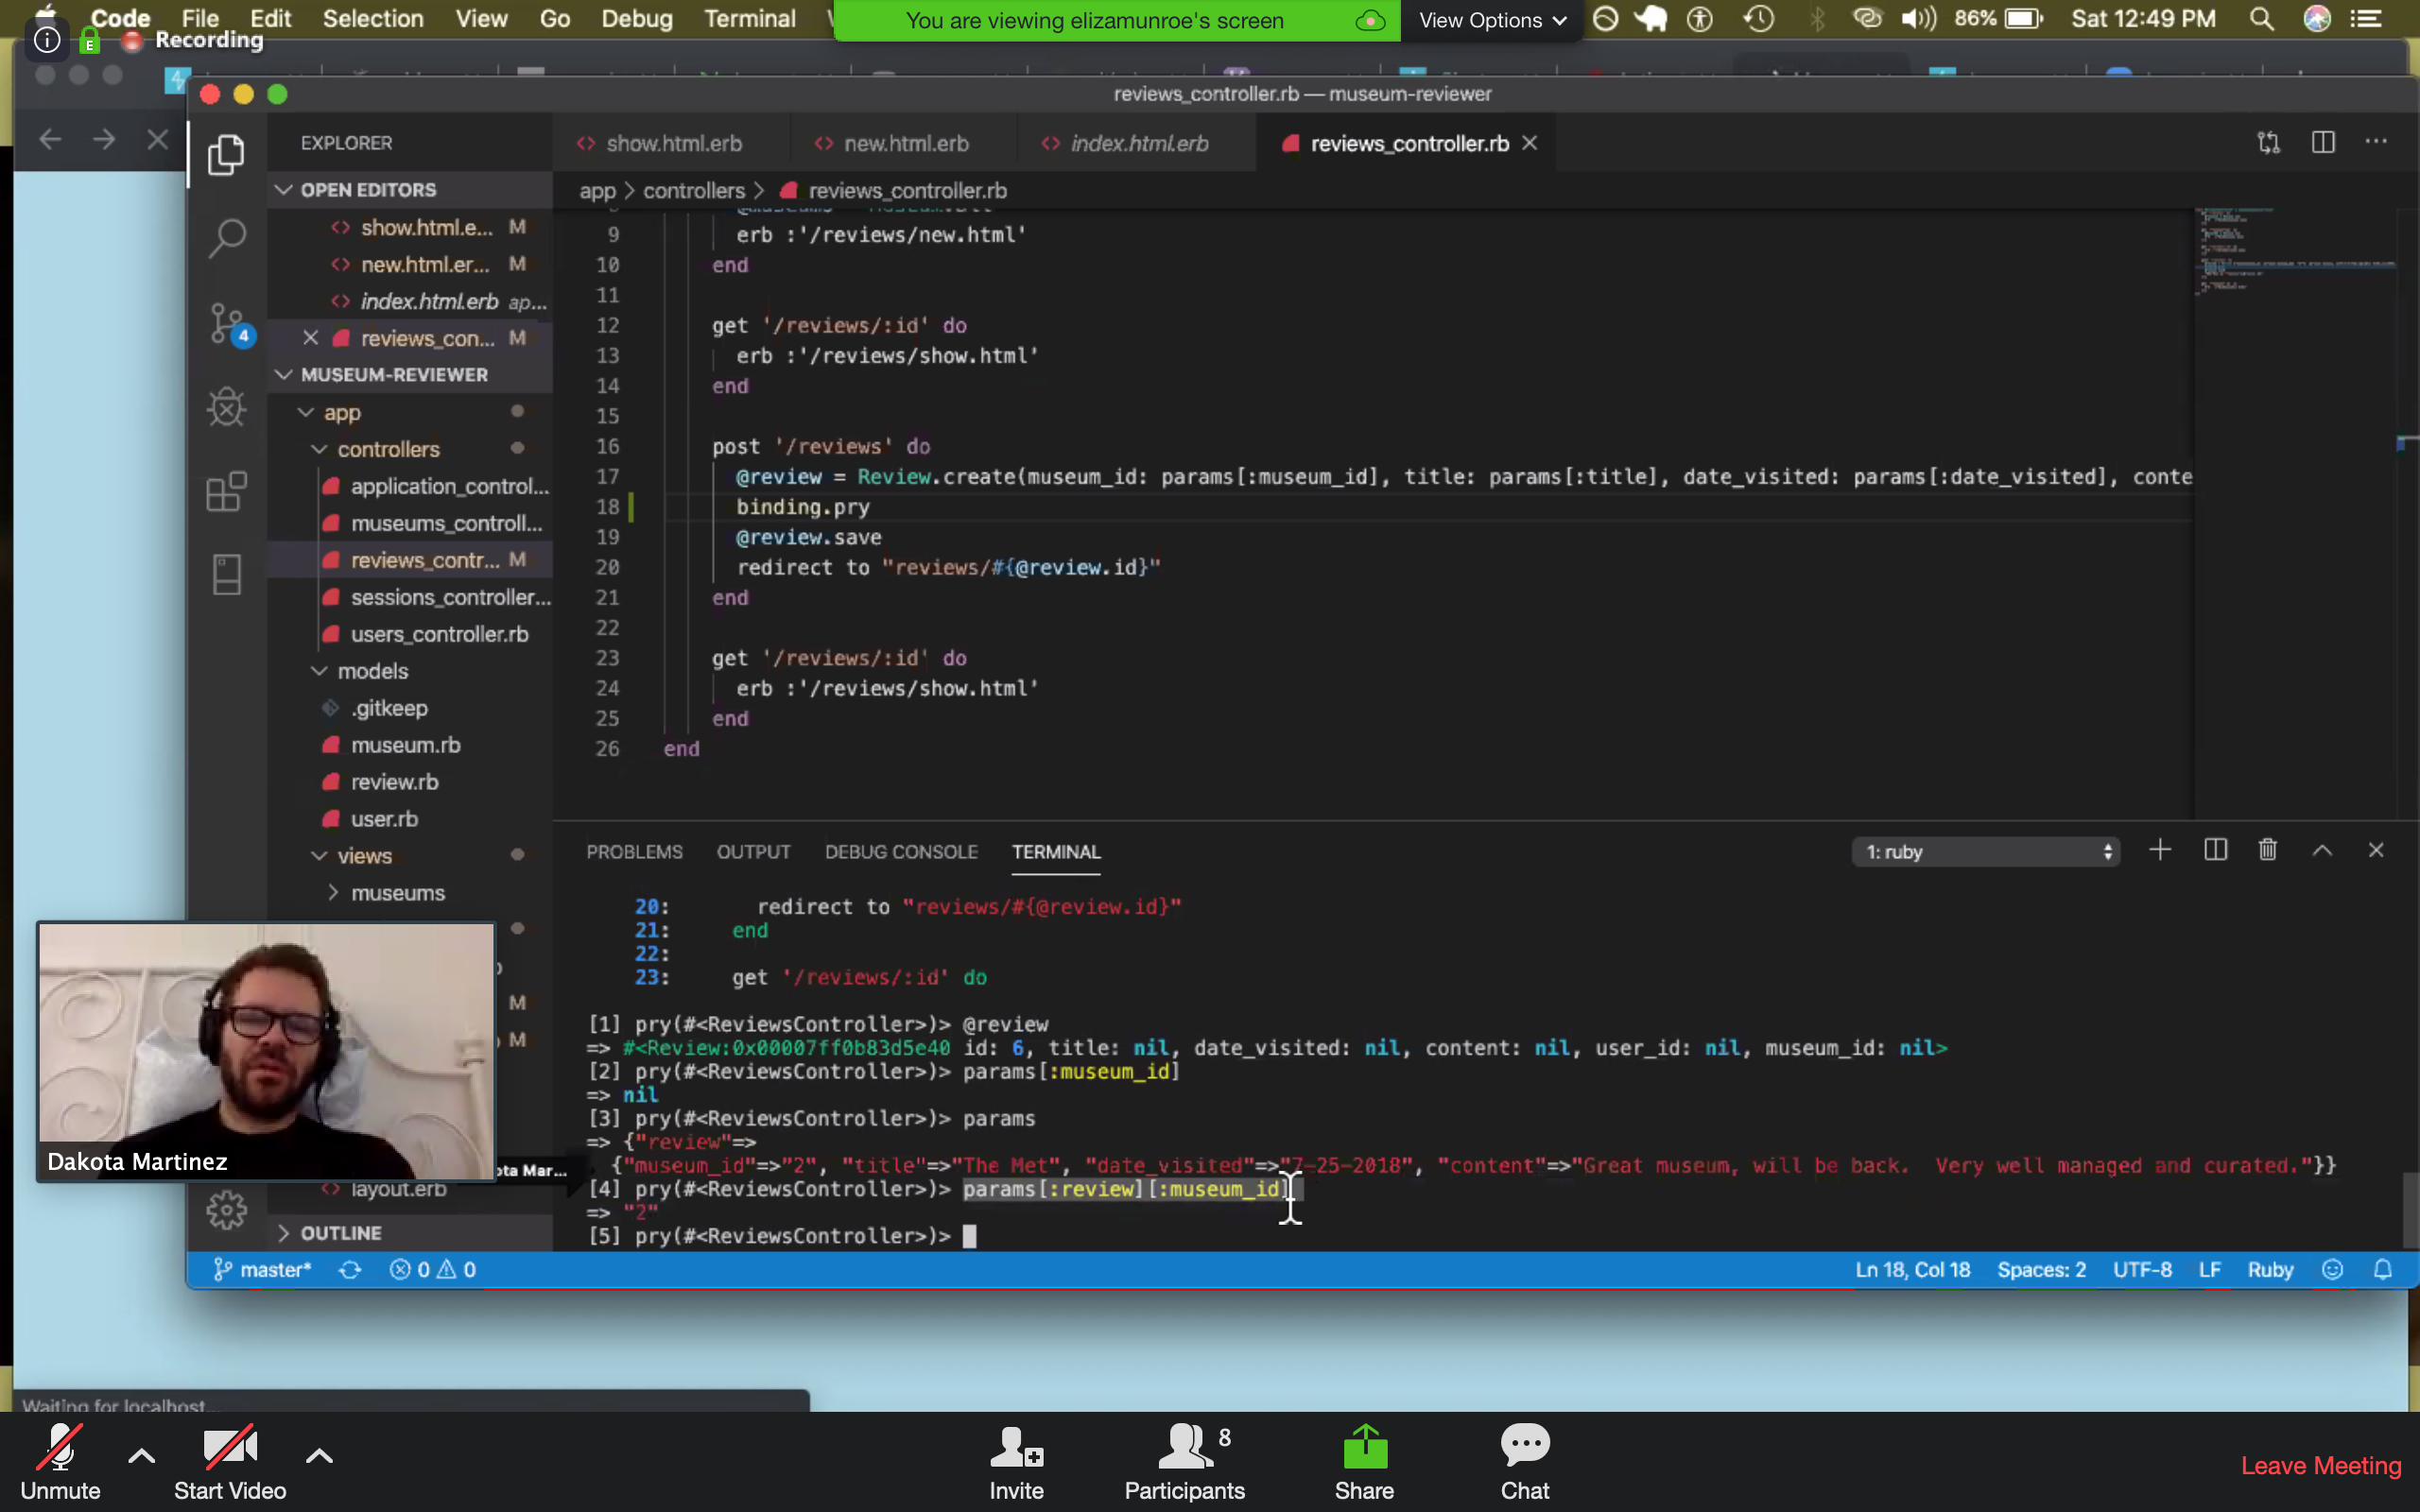 Code File Edit Selection View Go Debug Terminal
You are viewing elizamunroe's screen View Options
86% Sat 12:49 PM
Recording
reviews_controller.rb — museum-reviewer
EXPLORER
show.html.erb new.html.erb index.html.erb reviews_controller.rb
OPEN EDITORS
app > controllers > reviews_controller.rb
show.html.e... M
new.html.er... M
index.html.erb ap...
4
reviews_con... M
MUSEUM-REVIEWER
app
controllers
application_control...
museums_controll...
reviews_contr... M
sessions_controller...
users_controller.rb
models
.gitkeep
museum.rb
review.rb
user.rb
views
museums
M
M
layout.erb
OUTLINE
9 erb :'/reviews/new.html'
10 end
11
12 get '/reviews/:id' do
13 erb :'/reviews/show.html'
14 end
15
16 post '/reviews' do
17 @review = Review.create(museum_id: params[:museum_id], title: params[:title], date_visited: params[:date_visited], conte
18 binding.pry
19 @review.save
20 redirect to "reviews/#{@review.id}"
21 end
22
23 get '/reviews/:id' do
24 erb :'/reviews/show.html'
25 end
26 end
PROBLEMS OUTPUT DEBUG CONSOLE TERMINAL
1: ruby
20: redirect to "reviews/#{@review.id}"
21: end
22:
23: get '/reviews/:id' do
[1] pry(#<ReviewsController>)> @review
=> #<Review:0x00007ff0b83d5e40 id: 6, title: nil, date_visited: nil, content: nil, user_id: nil, museum_id: nil>
[2] pry(#<ReviewsController>)> params[:museum_id]
=> nil
[3] pry(#<ReviewsController>)> params
=> {"review"=>
{"museum_id"=>"2", "title"=>"The Met", "date_visited"=>"7-25-2018", "content"=>"Great museum, will be back.  Very well managed and curated."}}
[4] pry(#<ReviewsController>)> params[:review][:museum_id]
=> "2"
[5] pry(#<ReviewsController>)>
Dakota Martinez
ota Mar...
master* 0 0
Ln 18, Col 18 Spaces: 2 UTF-8 LF Ruby
Waiting for localhost...
Unmute Start Video Invite Participants 8 Share Chat Leave Meeting